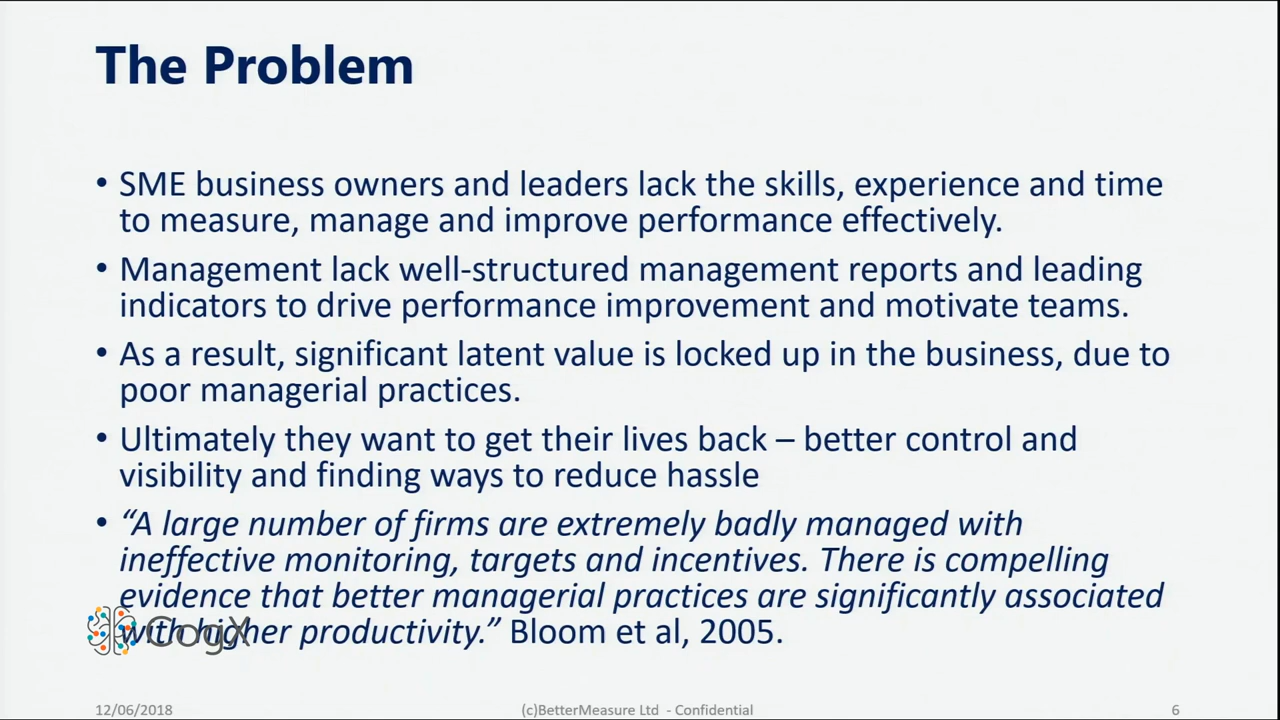 The Problem
• SME business owners and leaders lack the skills, experience and time
to measure, manage and improve performance effectively.
• Management lack well-structured management reports and leading
indicators to drive performance improvement and motivate teams.
• As a result, significant latent value is locked up in the business, due to
poor managerial practices.
• Ultimately they want to get their lives back – better control and
visibility and finding ways to reduce hassle
• “A large number of firms are extremely badly managed with
ineffective monitoring, targets and incentives. There is compelling
evidence that better managerial practices are significantly associated
with higher productivity.” Bloom et al, 2005.
CogX
12/06/2018 (c)BetterMeasure Ltd - Confidential 6